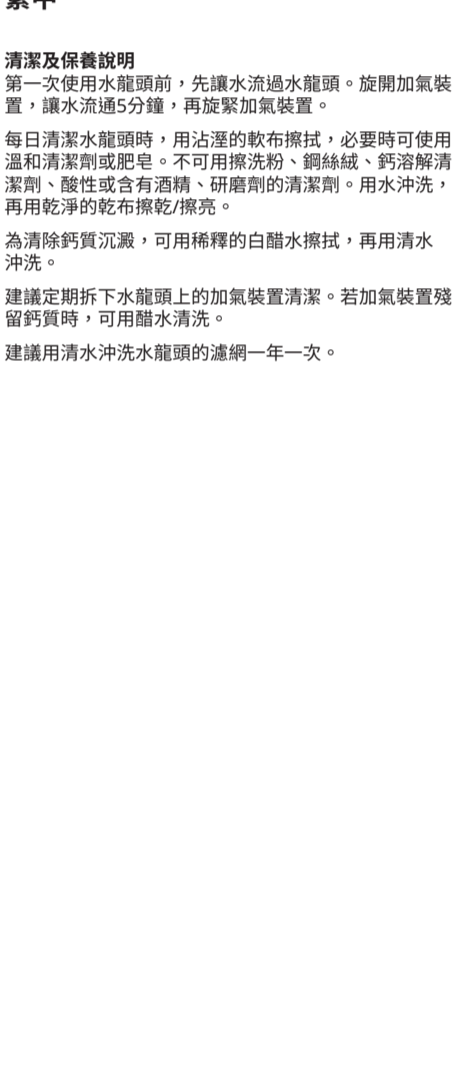 繁中
清潔及保養說明
第一次使用水龍頭前，先讓水流過水龍頭。旋開加氣裝
置，讓水流通5分鐘，再旋緊加氣裝置。
每日清潔水龍頭時，用沾溼的軟布擦拭，必要時可使用
溫和清潔劑或肥皂。不可用擦洗粉、鋼絲絨、鈣溶解清
潔劑、酸性或含有酒精、研磨劑的清潔劑。用水沖洗，
再用乾淨的乾布擦乾/擦亮。
為清除鈣質沉澱，可用稀釋的白醋水擦拭，再用清水
沖洗。
建議定期拆下水龍頭上的加氣裝置清潔。若加氣裝置殘
留鈣質時，可用醋水清洗。
建議用清水沖洗水龍頭的濾網一年一次。